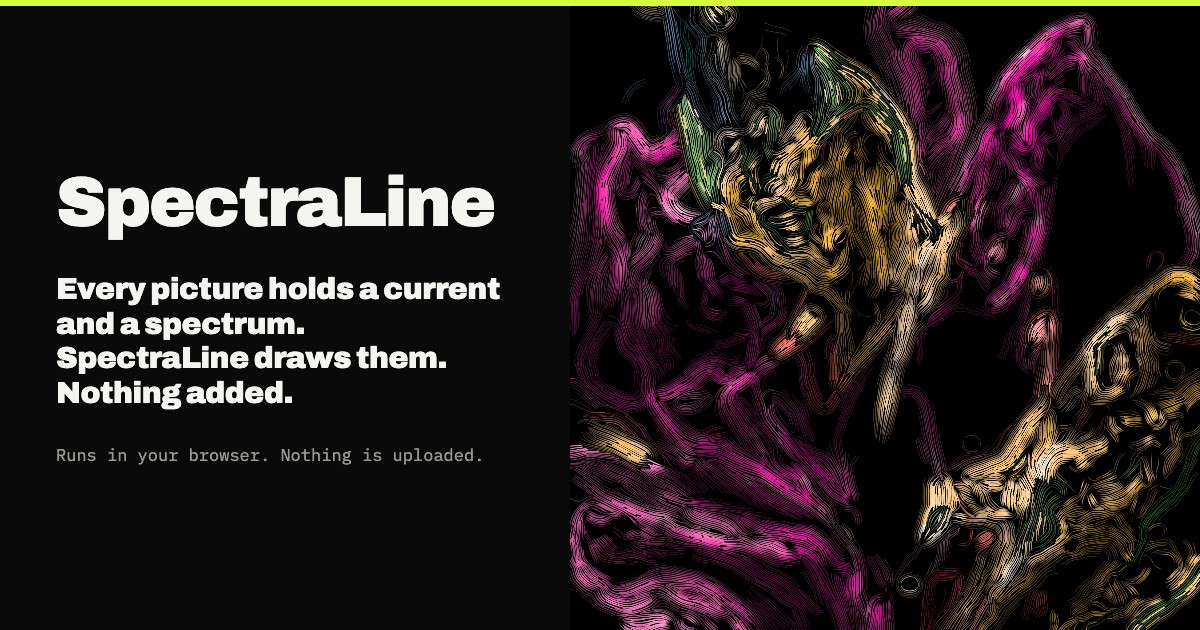 SpectraLine
Every picture holds a current
and a spectrum.
SpectraLine draws them.
Nothing added.
Runs in your browser. Nothing is uploaded.